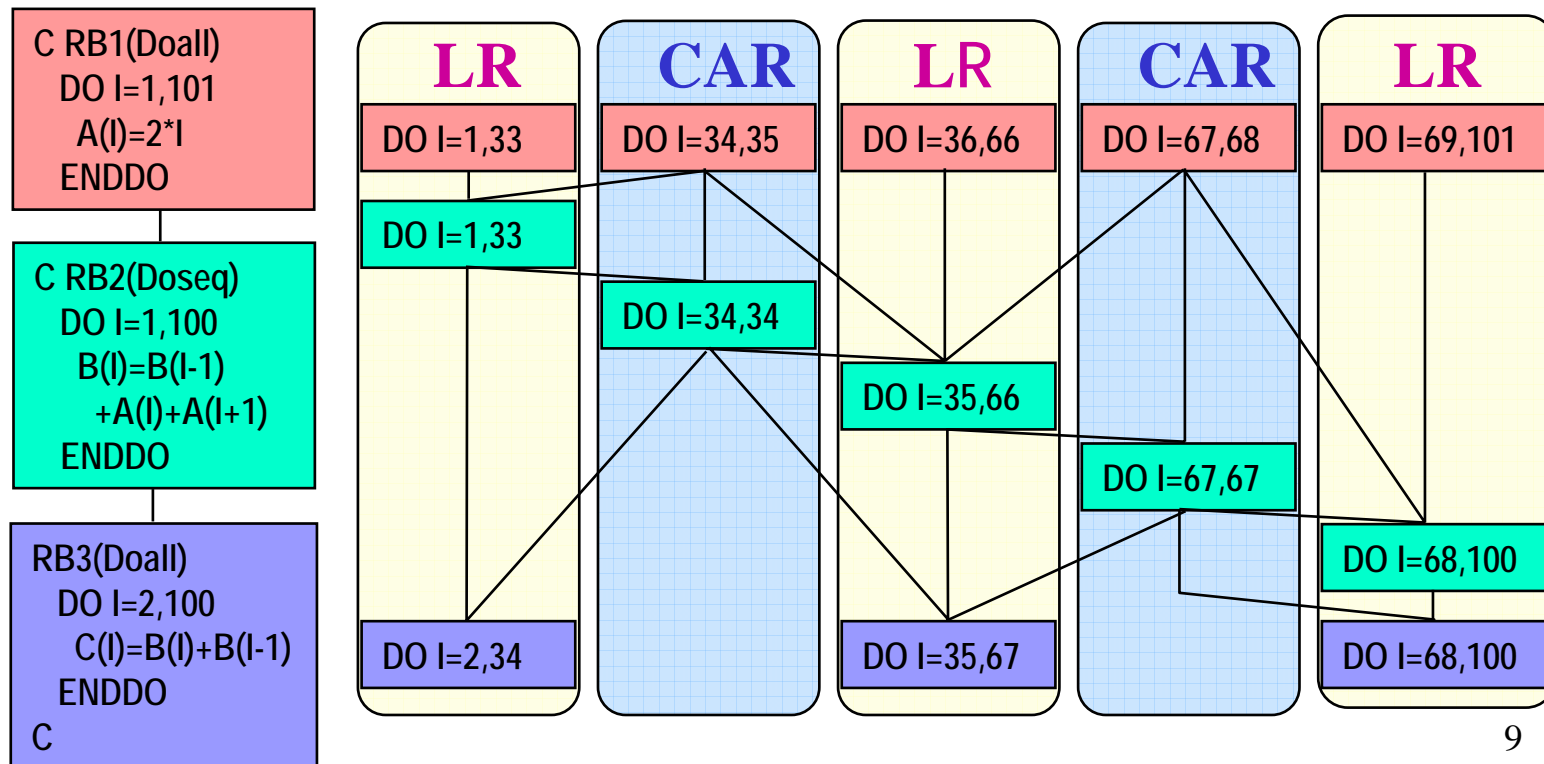 C RB1(Doall)
DO I=1,101
A(I)=2*I
ENDDO
C RB2(Doseq)
DO I=1,100
B(I)=B(I-1)
+A(I)+A(I+1)
ENDDO
RB3(Doall)
DO I=2,100
C(I)=B(I)+B(I-1)
ENDDO
C
LR
DO I=1,33
DO I=1,33
DO I=2,34
CAR
DO I=34,35
DO I=34,34
LR
DO I=36,66
DO I=35,66
DO I=35,67
CAR
DO I=67,68
DO I=67,67
LR
DO I=69,101
DO I=68,100
DO I=68,100
9